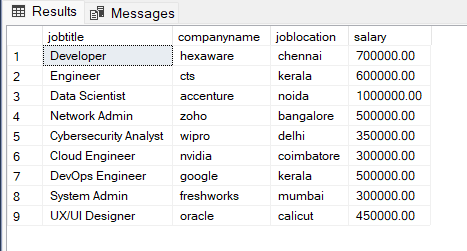 Results Messages
jobtitle companyname joblocation salary
1 Developer hexaware chennai 700000.00
2 Engineer cts kerala 600000.00
3 Data Scientist accenture noida 1000000.00
4 Network Admin zoho bangalore 500000.00
5 Cybersecurity Analyst wipro delhi 350000.00
6 Cloud Engineer nvidia coimbatore 300000.00
7 DevOps Engineer google kerala 500000.00
8 System Admin freshworks mumbai 300000.00
9 UX/UI Designer oracle calicut 450000.00